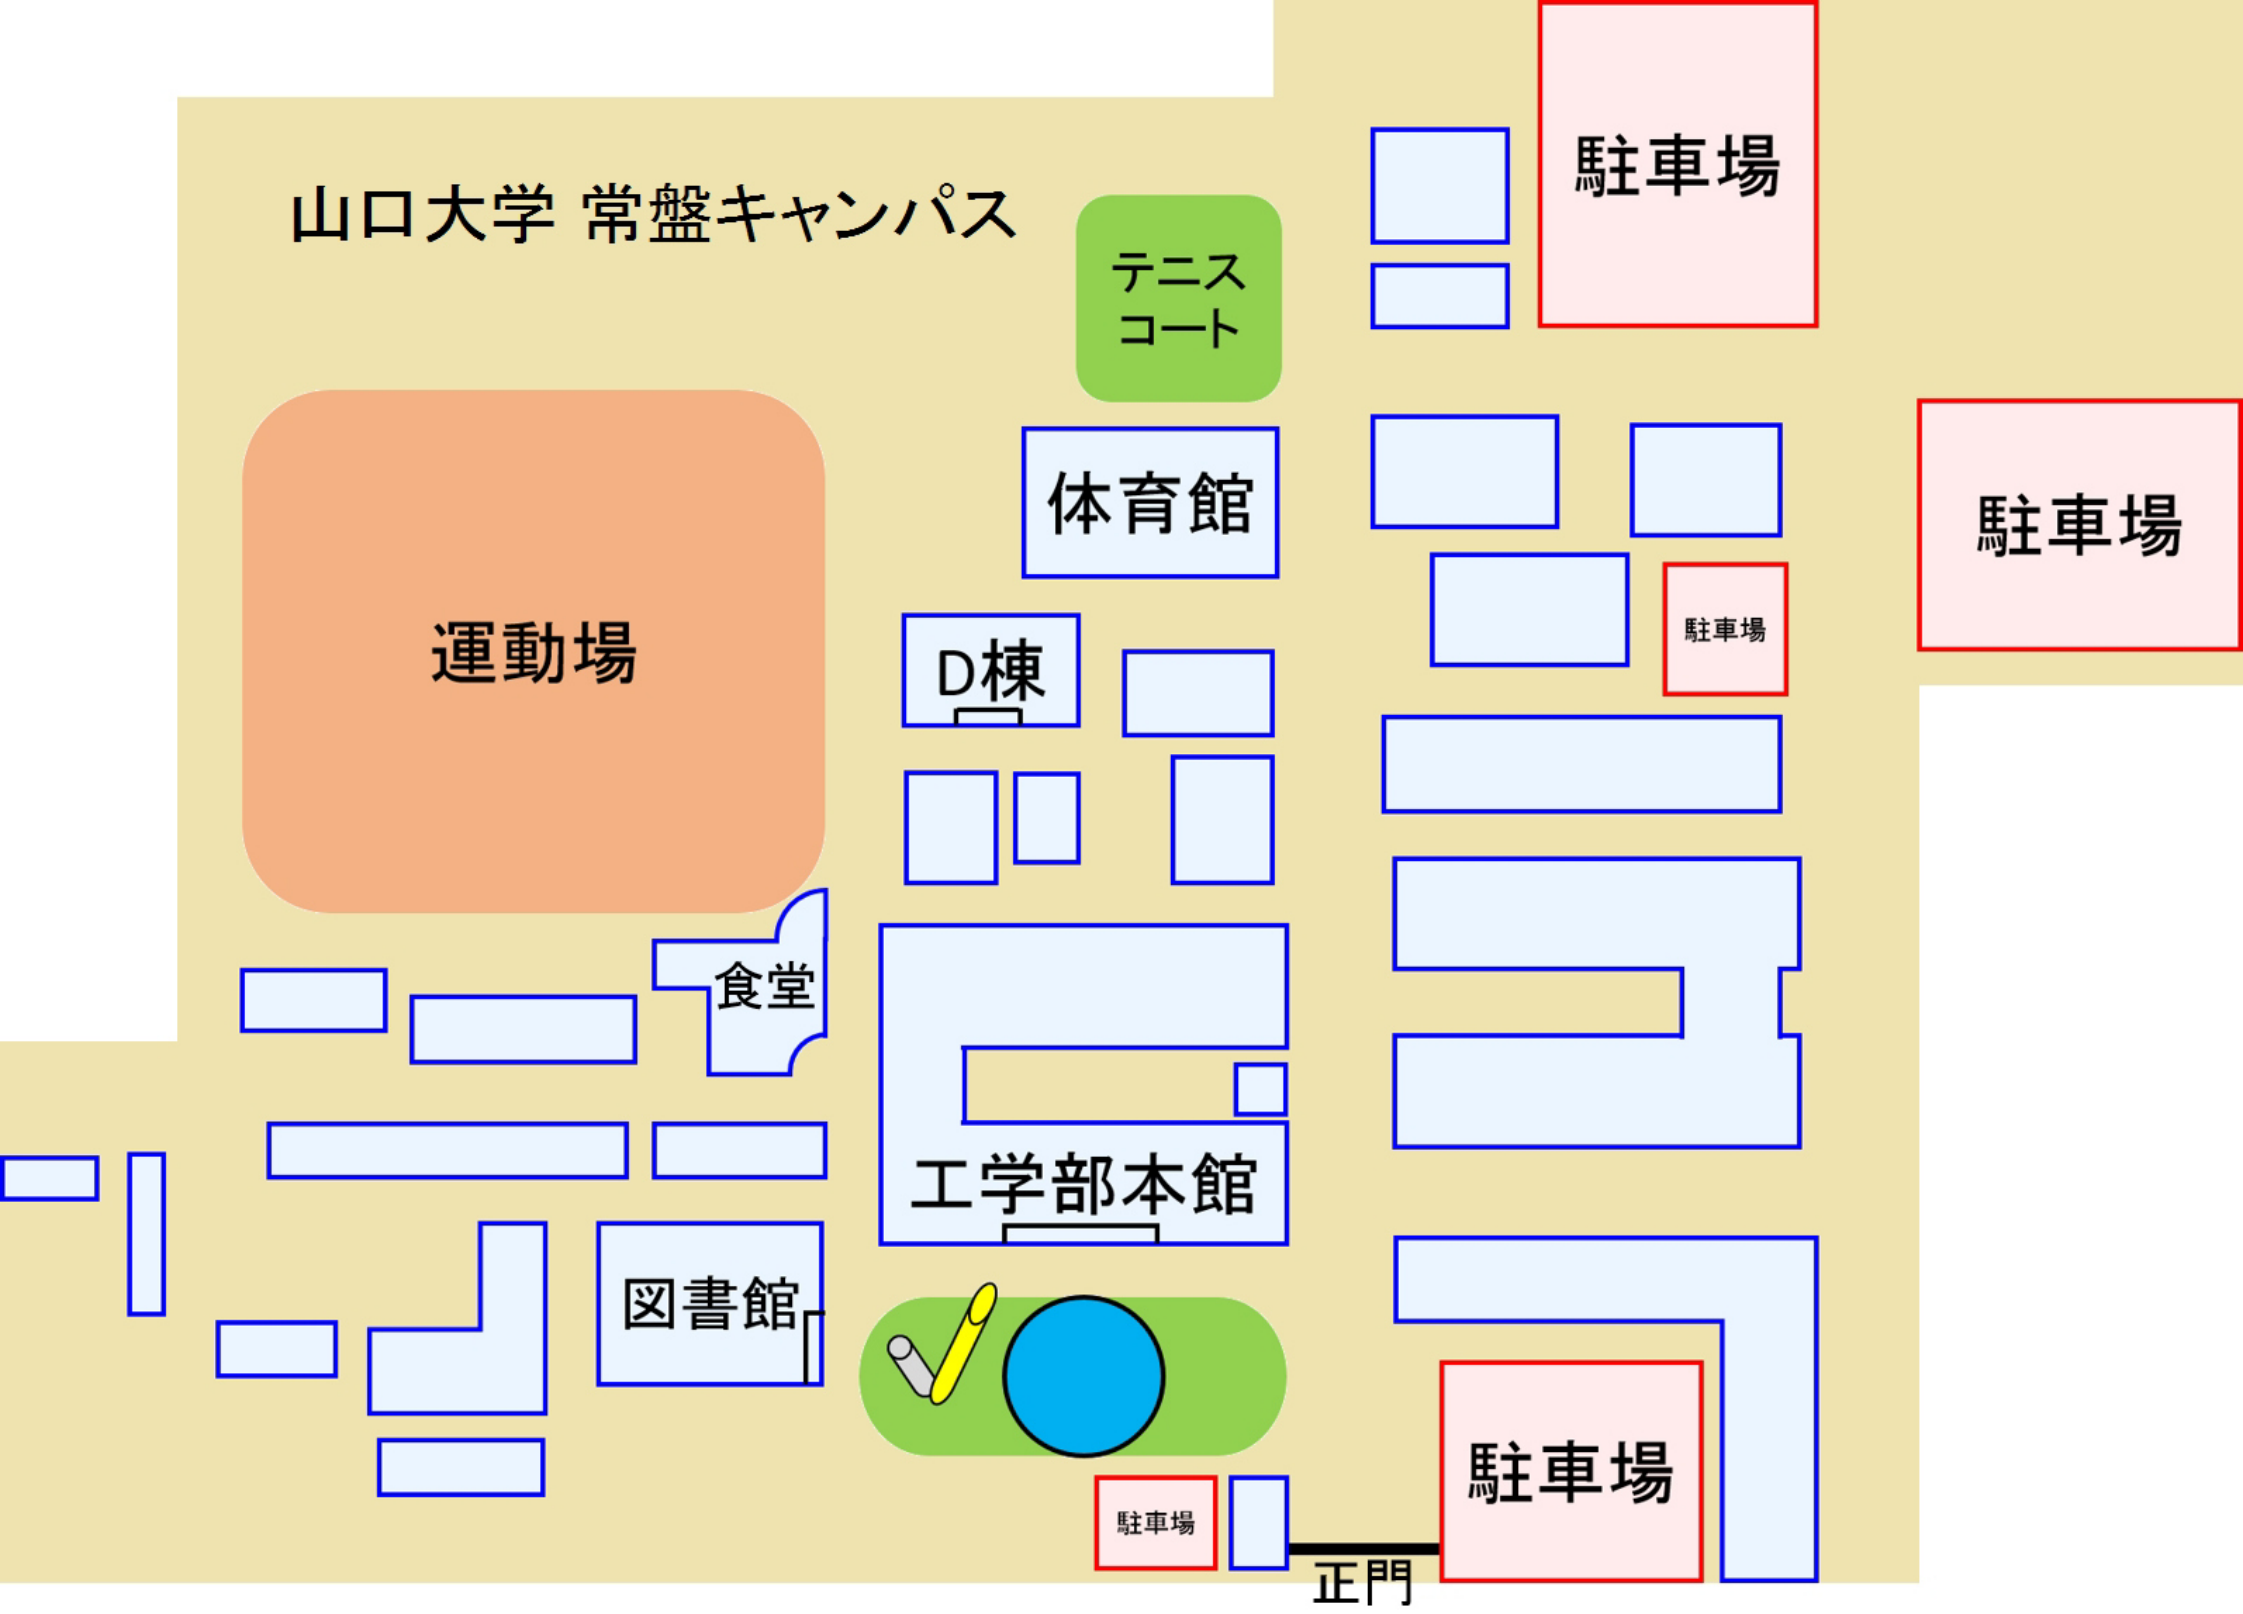 駐車場
山口大学 常盤キャンパス
テニス
コート
体育館
駐車場
運動場
D棟
駐車場
食堂
工学部本館
図書館
駐車場
駐車場
正門